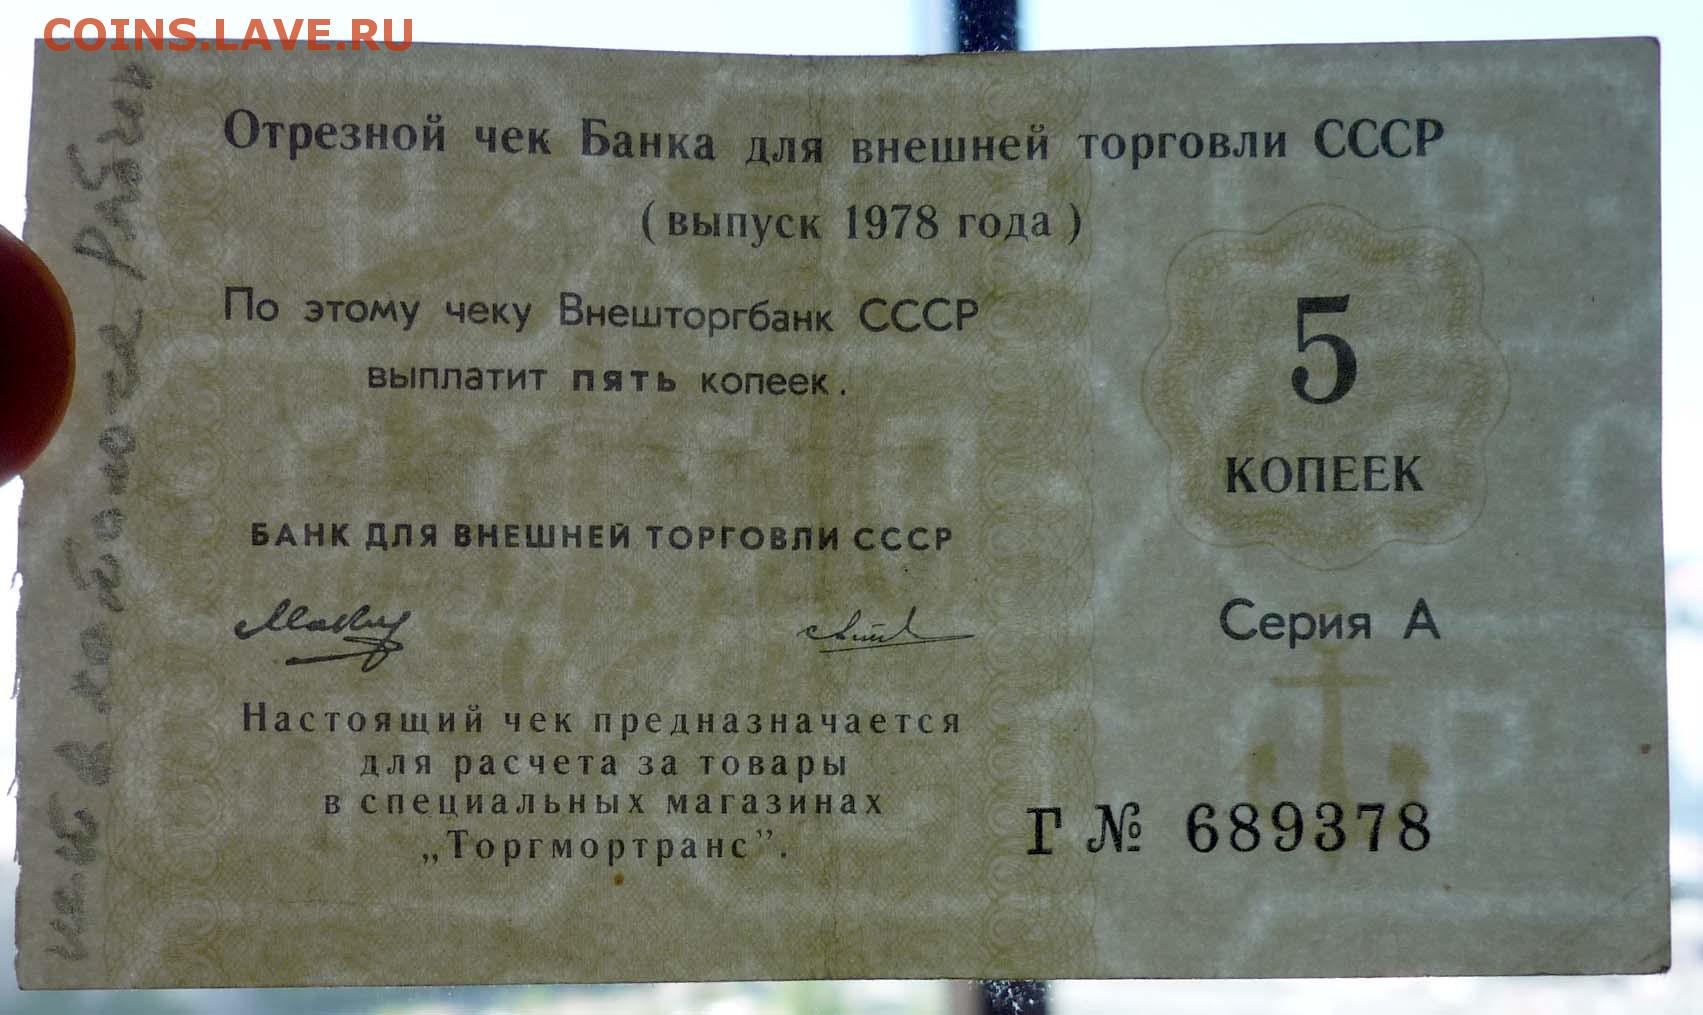 COINS.LAVE.RU
Отрезной чек Банка для внешней торговли СССР
(выпуск 1978 года)
По этому чеку Внешторгбанк СССР
выплатит пять копеек.
5
КОПЕЕК
БАНК ДЛЯ ВНЕШНЕЙ ТОРГОВЛИ СССР
Серия А
Настоящий чек предназначается
для расчета за товары
в специальных магазинах
„Торгмортранс”.
Г № 689378